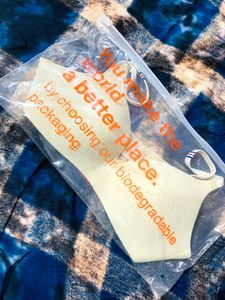 You make the
world
a better place.
by choosing our biodegradable
packaging